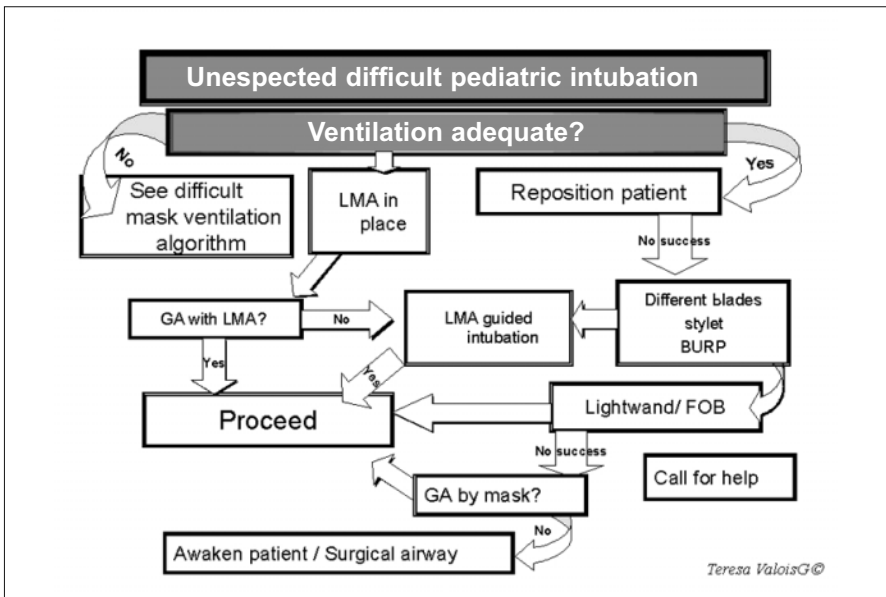 Unespected difficult pediatric intubation
Ventilation adequate?
No
Yes
See difficult
mask ventilation
algorithm
LMA in
place
Reposition patient
No success
GA with LMA?
No
LMA guided
intubation
Different blades
stylet
BURP
Yes
Yes
Proceed
Lightwand/ FOB
No success
Call for help
GA by mask?
No
Awaken patient / Surgical airway
Teresa ValoisG©